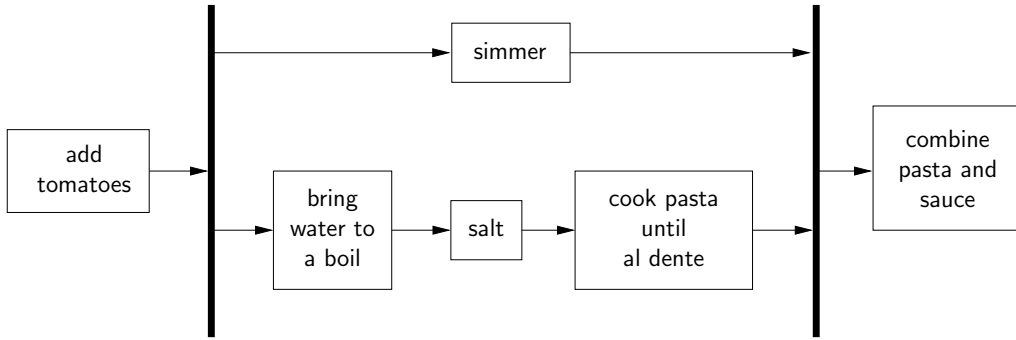 add
tomatoes
simmer
bring
water to
a boil
salt
cook pasta
until
al dente
combine
pasta and
sauce